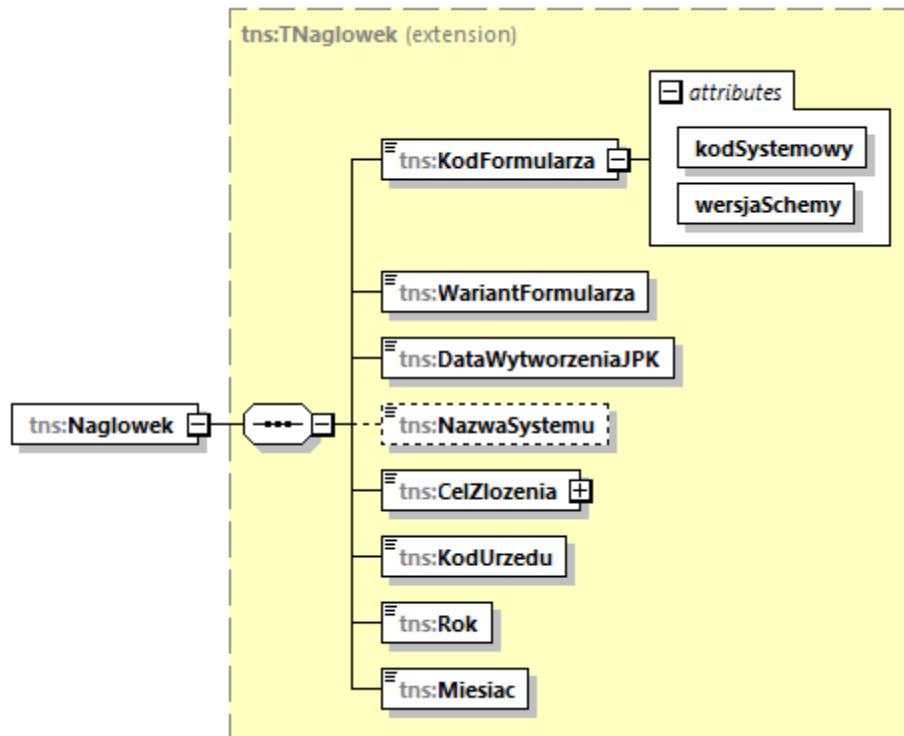 tns:TNaglowek (extension)
attributes
tns:KodFormularza
kodSystemowy
wersjaSchemy
tns:WariantFormularza
tns:DataWytworzeniaJPK
tns:Naglowek
tns:NazwaSystemu
tns:CelZlozenia
tns:KodUrzedu
tns:Rok
tns:Miesiac